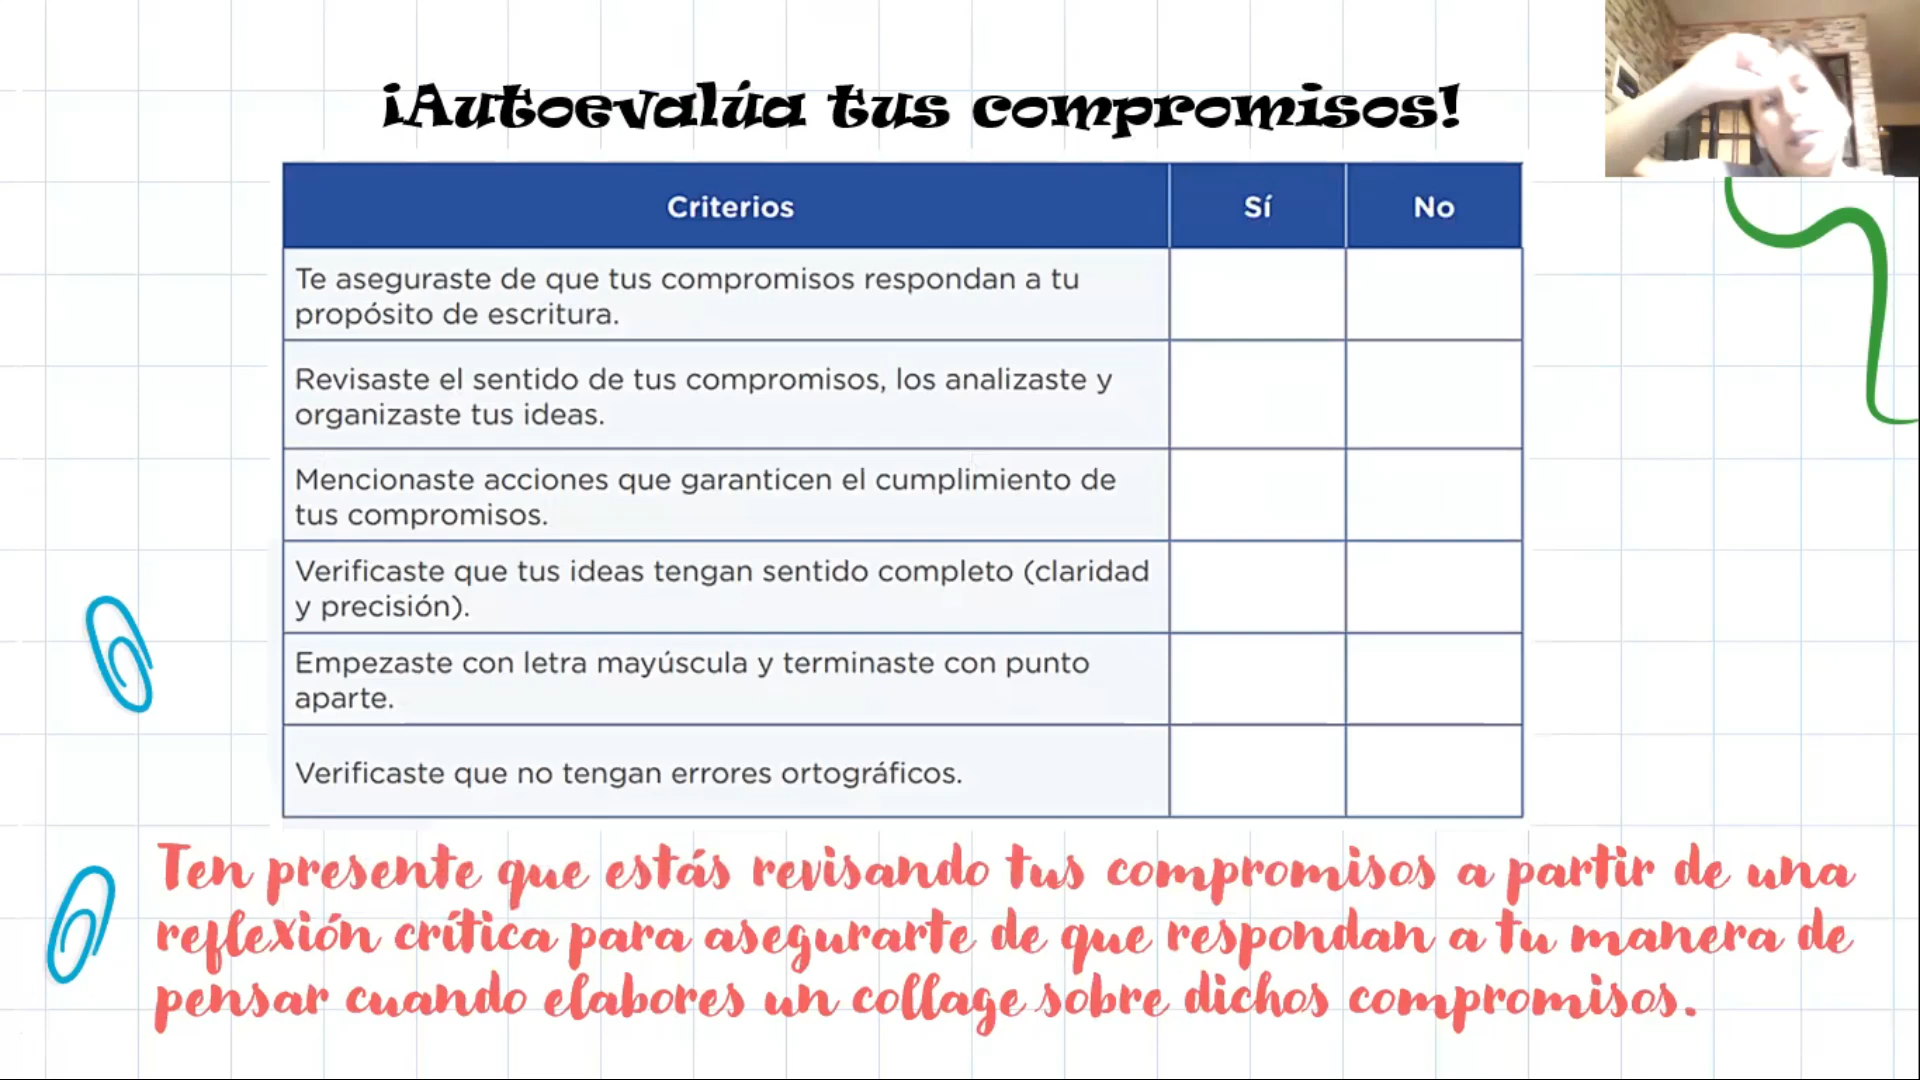 ¡Autoevalúa tus compromisos!
Criterios
Sí
No
Te aseguraste de que tus compromisos respondan a tu
propósito de escritura.
Revisaste el sentido de tus compromisos, los analizaste y
organizaste tus ideas.
Mencionaste acciones que garanticen el cumplimiento de
tus compromisos.
Verificaste que tus ideas tengan sentido completo (claridad
y precisión).
Empezaste con letra mayúscula y terminaste con punto
aparte.
Verificaste que no tengan errores ortográficos.
Ten presente que estás revisando tus compromisos a partir de una
reflexión crítica para asegurarte de que respondan a tu manera de
pensar cuando elabores un collage sobre dichos compromisos.